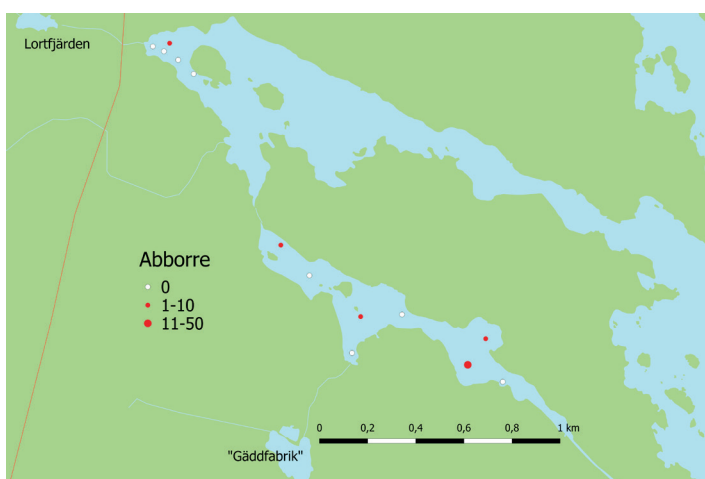 Lortfjärden
Abborre
0
1-10
11-50
0 0,2 0,4 0,6 0,8 1 km
"Gäddfabrik"